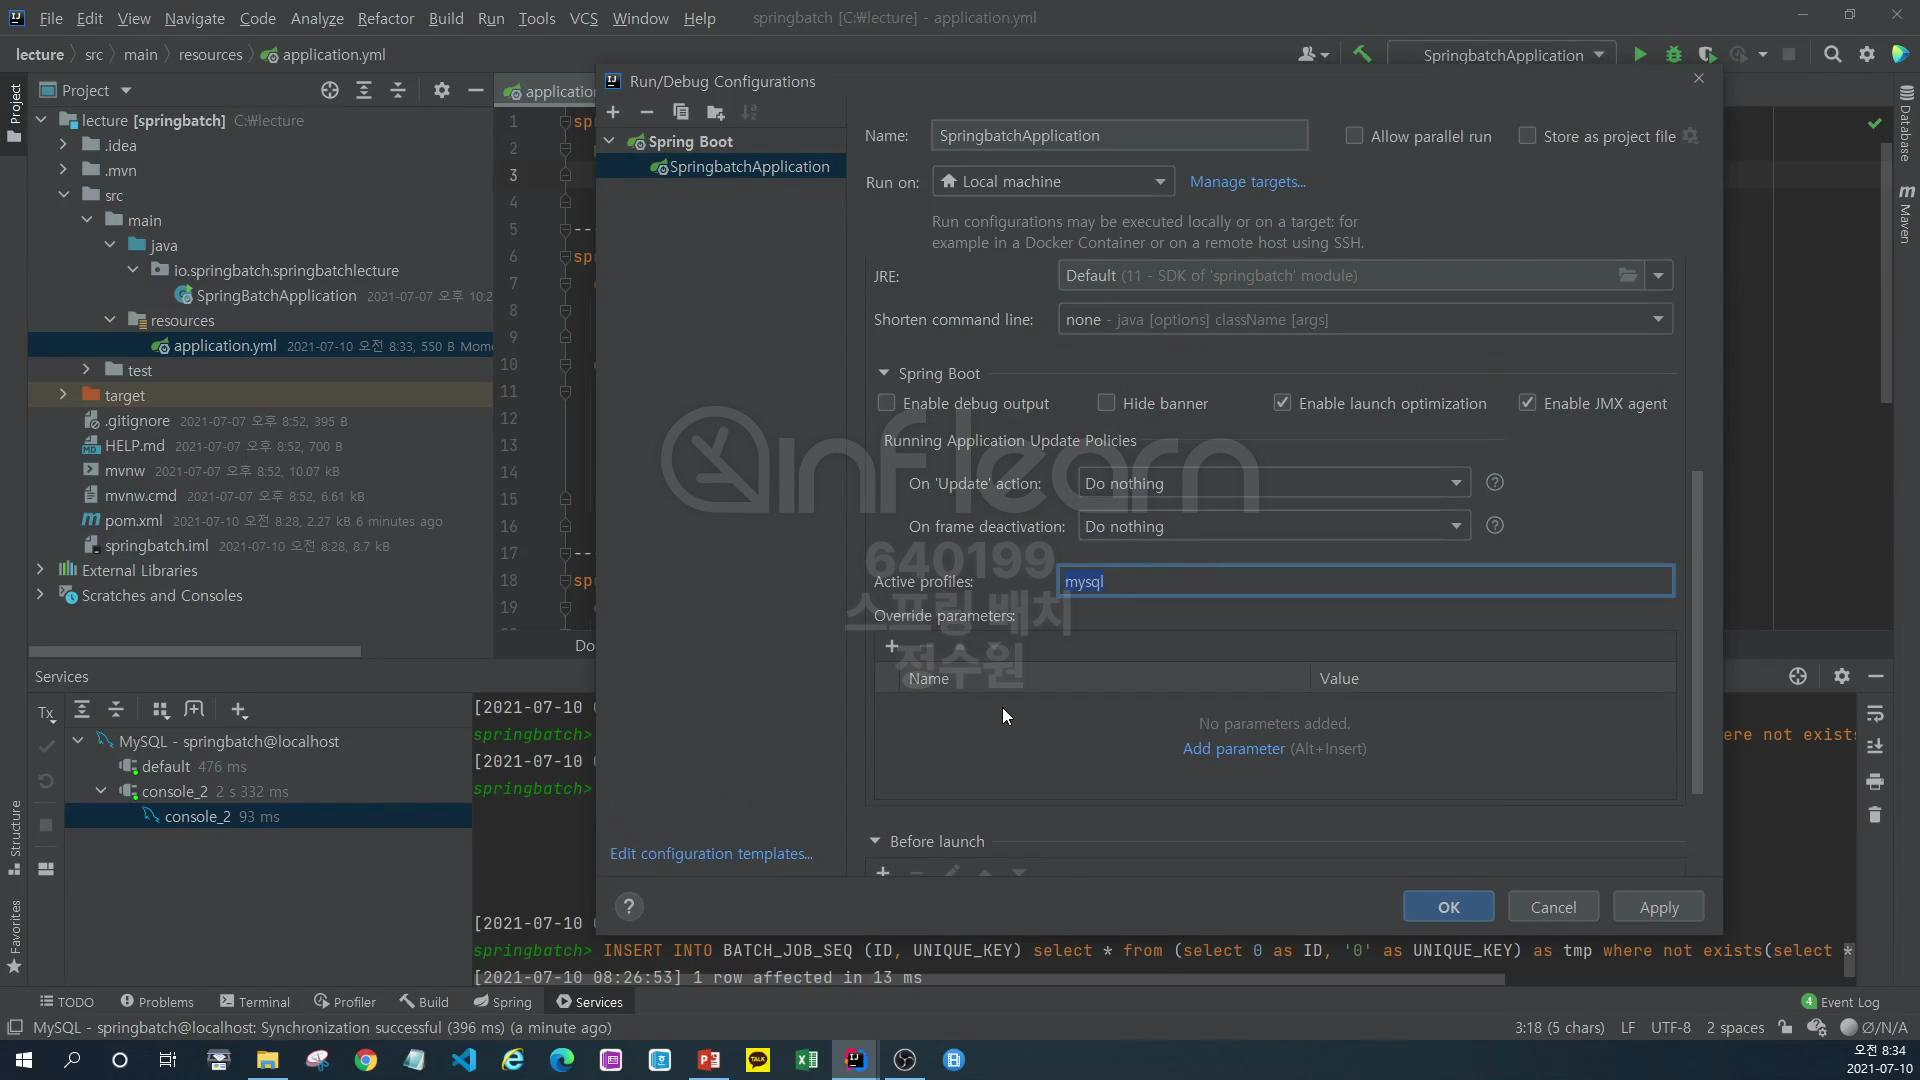 File Edit View Navigate Code Analyze Refactor Build Run Tools VCS Window Help springbatch [C:₩lecture] - application.yml
lecture src main resources application.yml SpringbatchApplication
Project
lecture [springbatch] C:₩lecture
.idea
.mvn
src
main
java
io.springbatch.springbatchlecture
SpringBatchApplication 2021-07-07 오후 10:2
resources
application.yml 2021-07-10 오전 8:33, 550 B Mome
test
target
.gitignore 2021-07-07 오후 8:52, 395 B
HELP.md 2021-07-07 오후 8:52, 700 B
mvnw 2021-07-07 오후 8:52, 10.07 kB
mvnw.cmd 2021-07-07 오후 8:52, 6.61 kB
pom.xml 2021-07-10 오전 8:28, 2.27 kB 6 minutes ago
springbatch.iml 2021-07-10 오전 8:28, 8.7 kB
External Libraries
Scratches and Consoles
Project
Structure
Favorites
applicatio
1 sp
2
3
4
5 --
6 sp
7
8
9
10
11
12
13
14
15
16
17 --
18 sp
19
Do
Run/Debug Configurations
Spring Boot
SpringbatchApplication
Edit configuration templates...
Name: SpringbatchApplication Allow parallel run Store as project file
Run on: Local machine Manage targets...
Run configurations may be executed locally or on a target: for
example in a Docker Container or on a remote host using SSH.
JRE: Default (11 - SDK of 'springbatch' module)
Shorten command line: none - java [options] className [args]
Spring Boot
Enable debug output Hide banner Enable launch optimization Enable JMX agent
Running Application Update Policies
On 'Update' action: Do nothing
On frame deactivation: Do nothing
Active profiles: mysql
Override parameters:
Name Value
No parameters added.
Add parameter (Alt+Insert)
Before launch
OK Cancel Apply
inflearn
640199
스프링 배치
정수원
Database
Maven
Services
Tx
MySQL - springbatch@localhost
default 476 ms
console_2 2 s 332 ms
console_2 93 ms
[2021-07-10 0
springbatch> ere not exists
[2021-07-10 0
springbatch>
[2021-07-10 0
springbatch> INSERT INTO BATCH_JOB_SEQ (ID, UNIQUE_KEY) select * from (select 0 as ID, '0' as UNIQUE_KEY) as tmp where not exists(select *
[2021-07-10 08:26:53] 1 row affected in 13 ms
TODO Problems Terminal Profiler Build Spring Services 4 Event Log
MySQL - springbatch@localhost: Synchronization successful (396 ms) (a minute ago) 3:18 (5 chars) LF UTF-8 2 spaces Ø/N/A
오전 8:34
2021-07-10